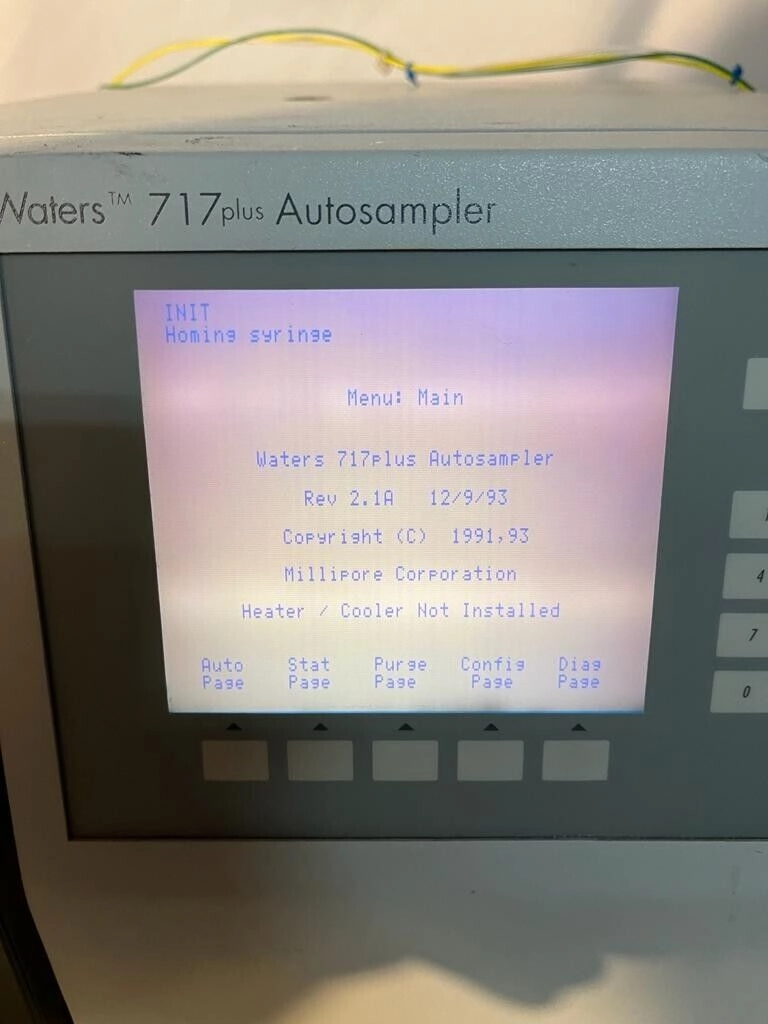 Waters™ 717plus Autosampler
INIT
Homing syringe
Menu: Main
Waters 717plus Autosampler
Rev 2.1A 12/9/93
Copyright (C) 1991,93
Millipore Corporation
Heater / Cooler Not Installed
Auto Stat Purge Config Diag
Page Page Page Page Page
4
7
0